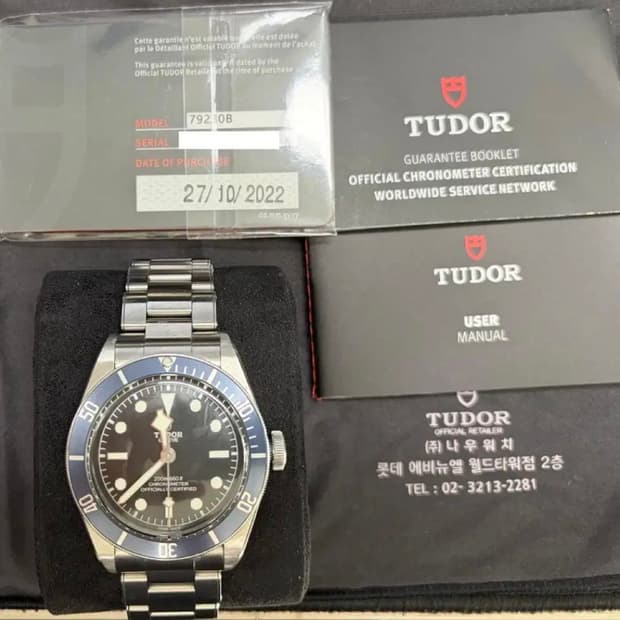 Cette garantie n'est valable que si elle est datée
par le Détaillant Officiel TUDOR au moment de l'achat
This guarantee is valid only if dated by the
Official TUDOR Retailer at the time of purchase
MODEL 79230B
SERIAL
DATE OF PURCHASE
27/10/2022
dd-mm-yyyy
TUDOR
GUARANTEE BOOKLET
OFFICIAL CHRONOMETER CERTIFICATION
WORLDWIDE SERVICE NETWORK
TUDOR
USER
MANUAL
TUDOR
OFFICIAL RETAILER
(주) 나우워치
롯데 에비뉴엘 월드타워점 2층
TEL : 02- 3213-2281
50
10
40
20
30
TUDOR
GENEVE
CHRONOMETER
OFFICIALLY CERTIFIED